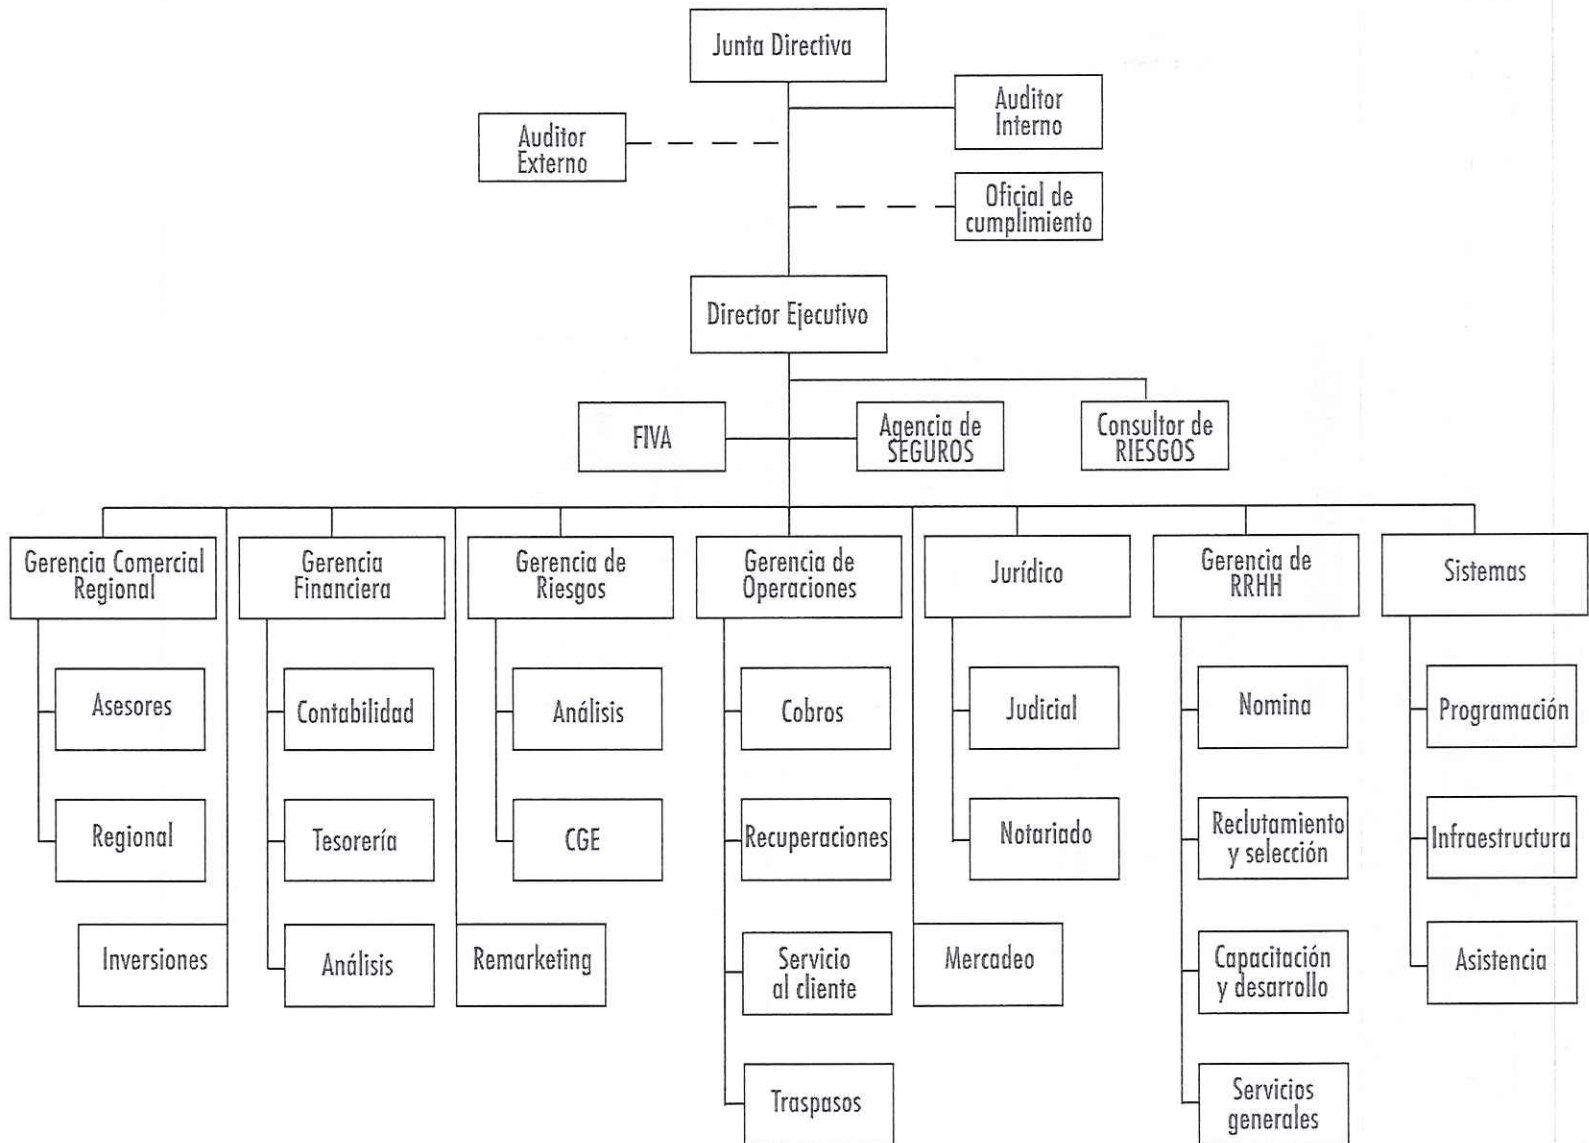 Junta Directiva
Auditor
Interno
Auditor
Externo
Oficial de
cumplimiento
Director Ejecutivo
FIVA
Agencia de
SEGUROS
Consultor de
RIESGOS
Gerencia Comercial
Regional
Gerencia
Financiera
Gerencia de
Riesgos
Gerencia de
Operaciones
Jurídico
Gerencia de
RRHH
Sistemas
Asesores
Contabilidad
Análisis
Cobros
Judicial
Nomina
Programación
Regional
Tesorería
CGE
Recuperaciones
Notariado
Reclutamiento
y selección
Infraestructura
Inversiones
Análisis
Remarketing
Servicio
al cliente
Mercadeo
Capacitación
y desarrollo
Asistencia
Traspasos
Servicios
generales